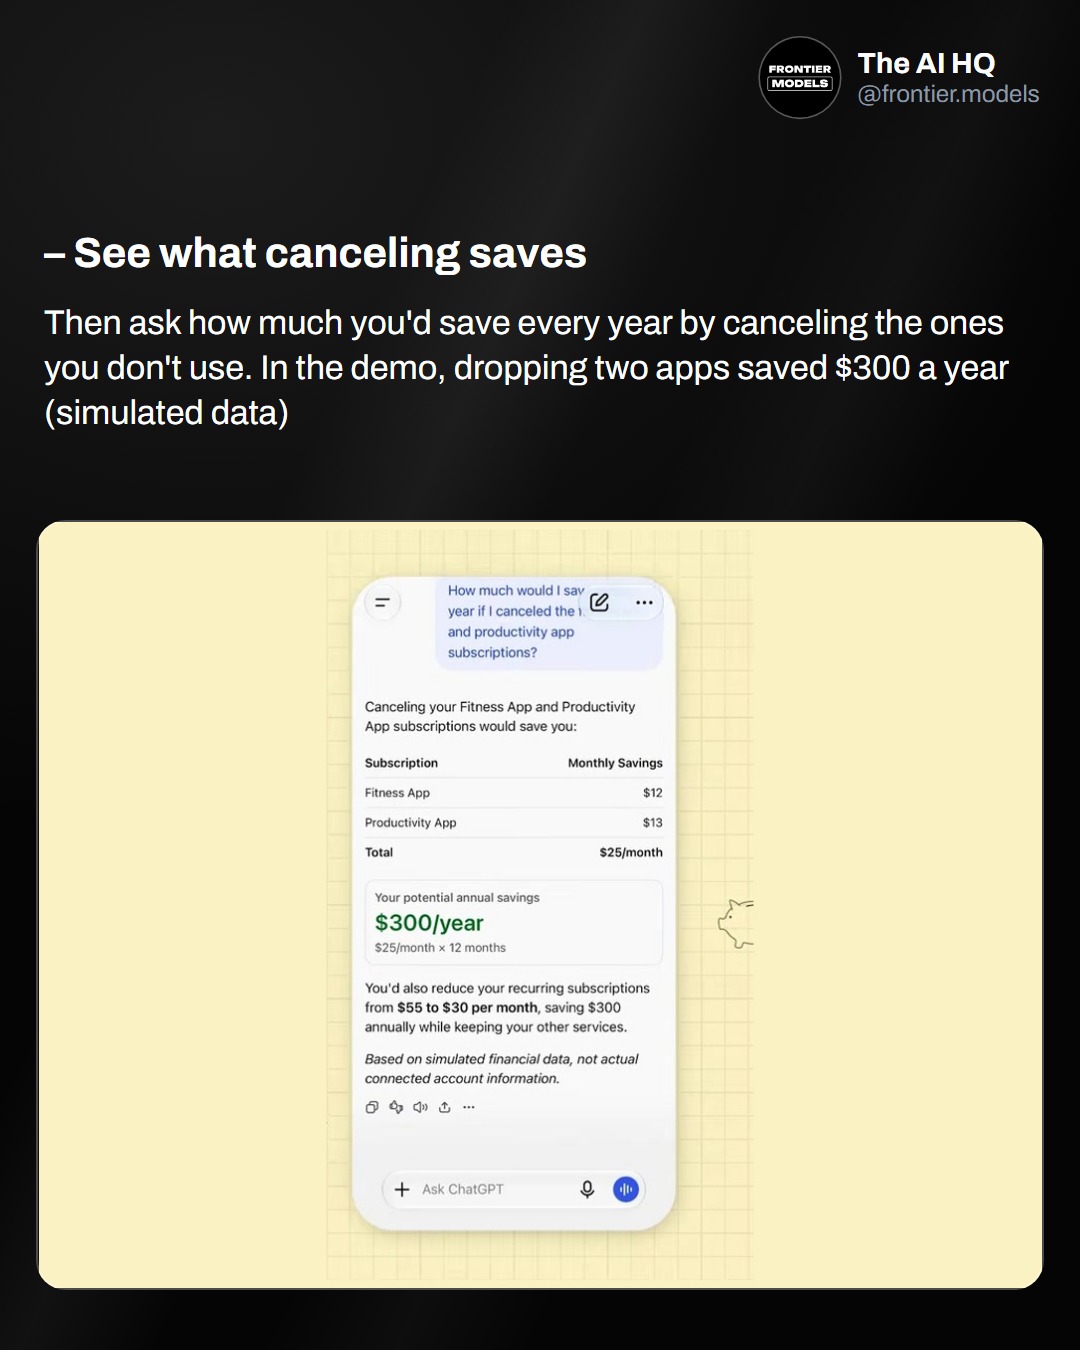 FRONTIER
MODELS
The AI HQ
@frontier.models
– See what canceling saves
Then ask how much you'd save every year by canceling the ones
you don't use. In the demo, dropping two apps saved $300 a year
(simulated data)
How much would I
year if I canceled the
and productivity app
subscriptions?
Canceling your Fitness App and Productivity
App subscriptions would save you:
Subscription Monthly Savings
Fitness App $12
Productivity App $13
Total $25/month
Your potential annual savings
$300/year
$25/month × 12 months
You'd also reduce your recurring subscriptions
from $55 to $30 per month, saving $300
annually while keeping your other services.
Based on simulated financial data, not actual
connected account information.
Ask ChatGPT